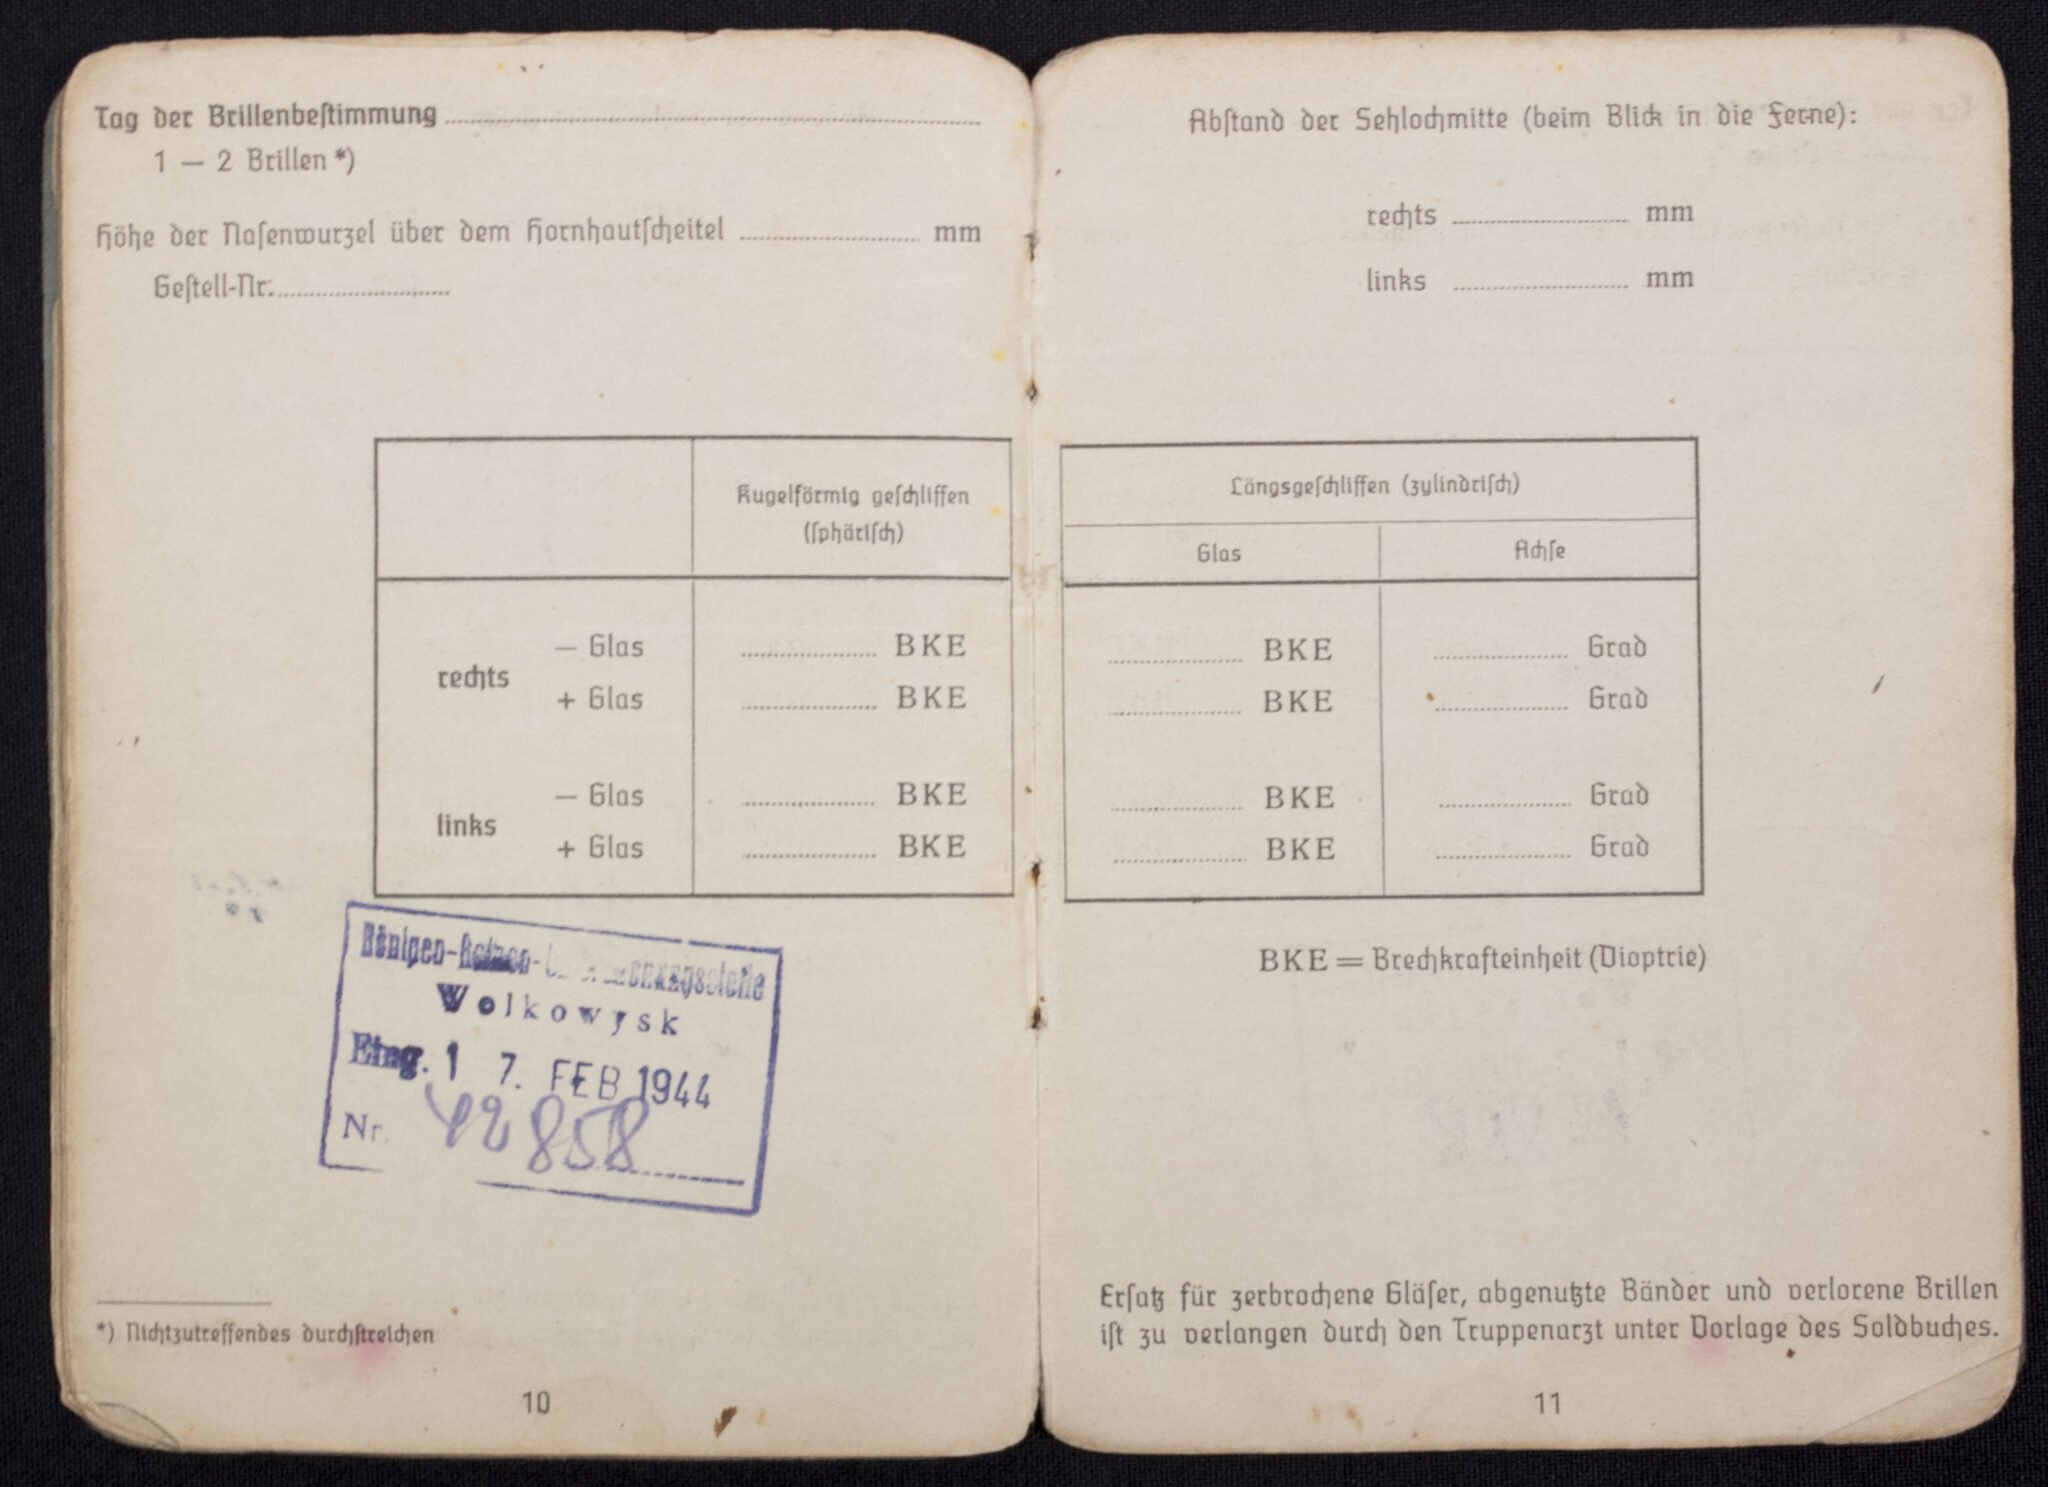 Tag der Brillenbeſtimmung
1 — 2 Brillen *)
Höhe der Naſenwurzel über dem Hornhautſcheitel mm
Geſtell-Nr.
Kugelförmig geſchliffen
(ſphäriſch)
rechts
— Glas BKE
+ Glas BKE
links
— Glas BKE
+ Glas BKE
Wolkowysk
Eing. 1 7. FEB 1944
Nr. 42858
*) Nichtzutreffendes durchſtreichen
10
Abſtand der Sehlochmitte (beim Blick in die Ferne):
rechts mm
links mm
Längsgeſchliffen (zylindriſch)
Glas Achſe
BKE Grad
BKE Grad
BKE Grad
BKE Grad
BKE = Brechkrafteinheit (Dioptrie)
Erſatz für zerbrochene Gläſer, abgenutzte Bänder und verlorene Brillen
iſt zu verlangen durch den Truppenarzt unter Vorlage des Soldbuches.
11